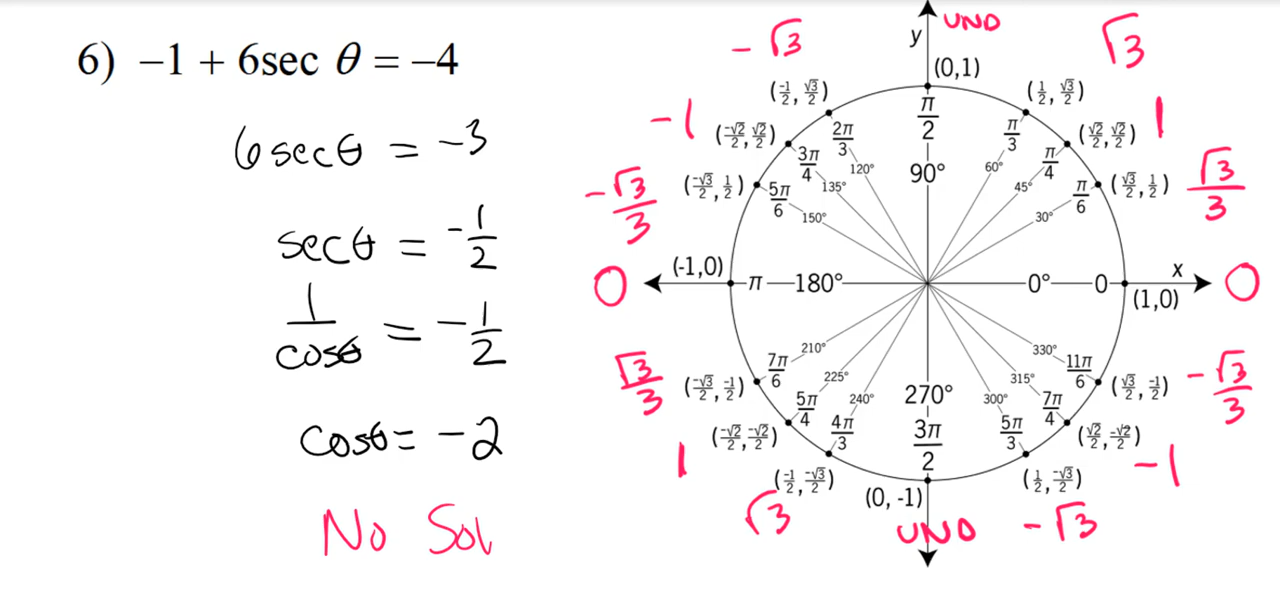 6) −1 + 6sec θ = −4
6secθ = -3
secθ = -1/2
1/cosθ = -1/2
cosθ = -2
No Sol
UND
y
(0,1)
-√3
√3
(-1/2, √3/2)
(1/2, √3/2)
-1
1
(-√2/2, √2/2)
(√2/2, √2/2)
-√3/3
√3/3
(-√3/2, 1/2)
(√3/2, 1/2)
2π/3
π/2
π/3
3π/4
π/4
5π/6
π/6
120°
90°
60°
135°
45°
150°
30°
0
(-1,0)
π
180°
0°
0
x
(1,0)
0
210°
330°
7π/6
11π/6
225°
315°
5π/4
7π/4
240°
270°
300°
4π/3
3π/2
5π/3
√3/3
(-√3/2, -1/2)
(√3/2, -1/2)
-√3/3
1
(-√2/2, -√2/2)
(√2/2, -√2/2)
-1
√3
(-1/2, -√3/2)
(0, -1)
(1/2, -√3/2)
-√3
UND